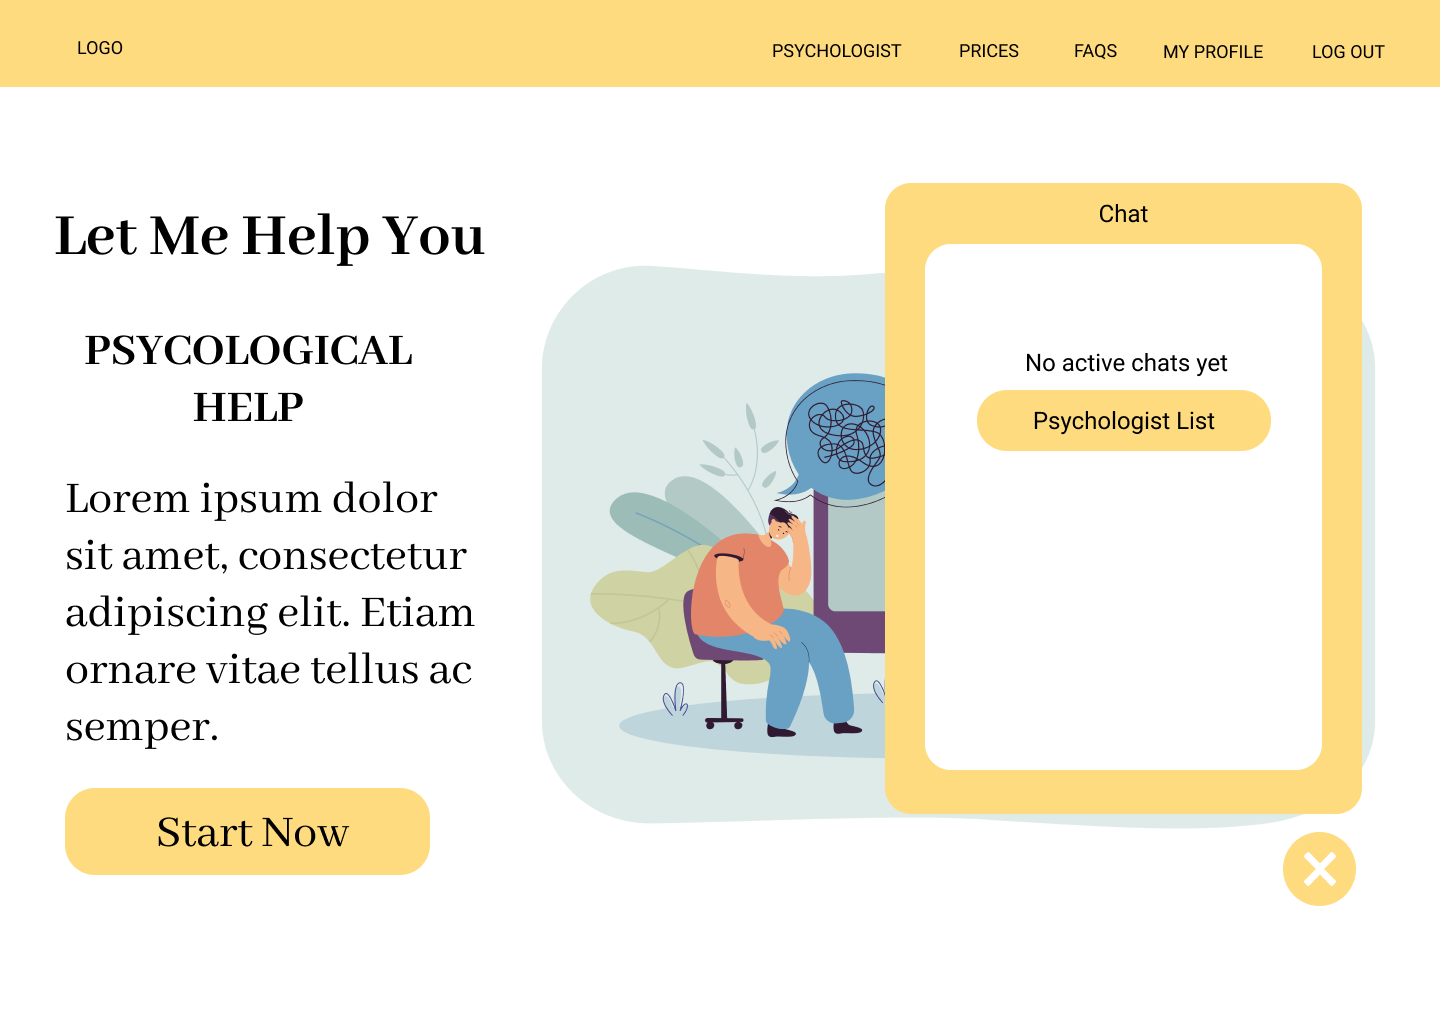 LOGO
PSYCHOLOGIST
PRICES
FAQS
MY PROFILE
LOG OUT
Let Me Help You
PSYCOLOGICAL
HELP
Lorem ipsum dolor
sit amet, consectetur
adipiscing elit. Etiam
ornare vitae tellus ac
semper.
Start Now
Chat
No active chats yet
Psychologist List